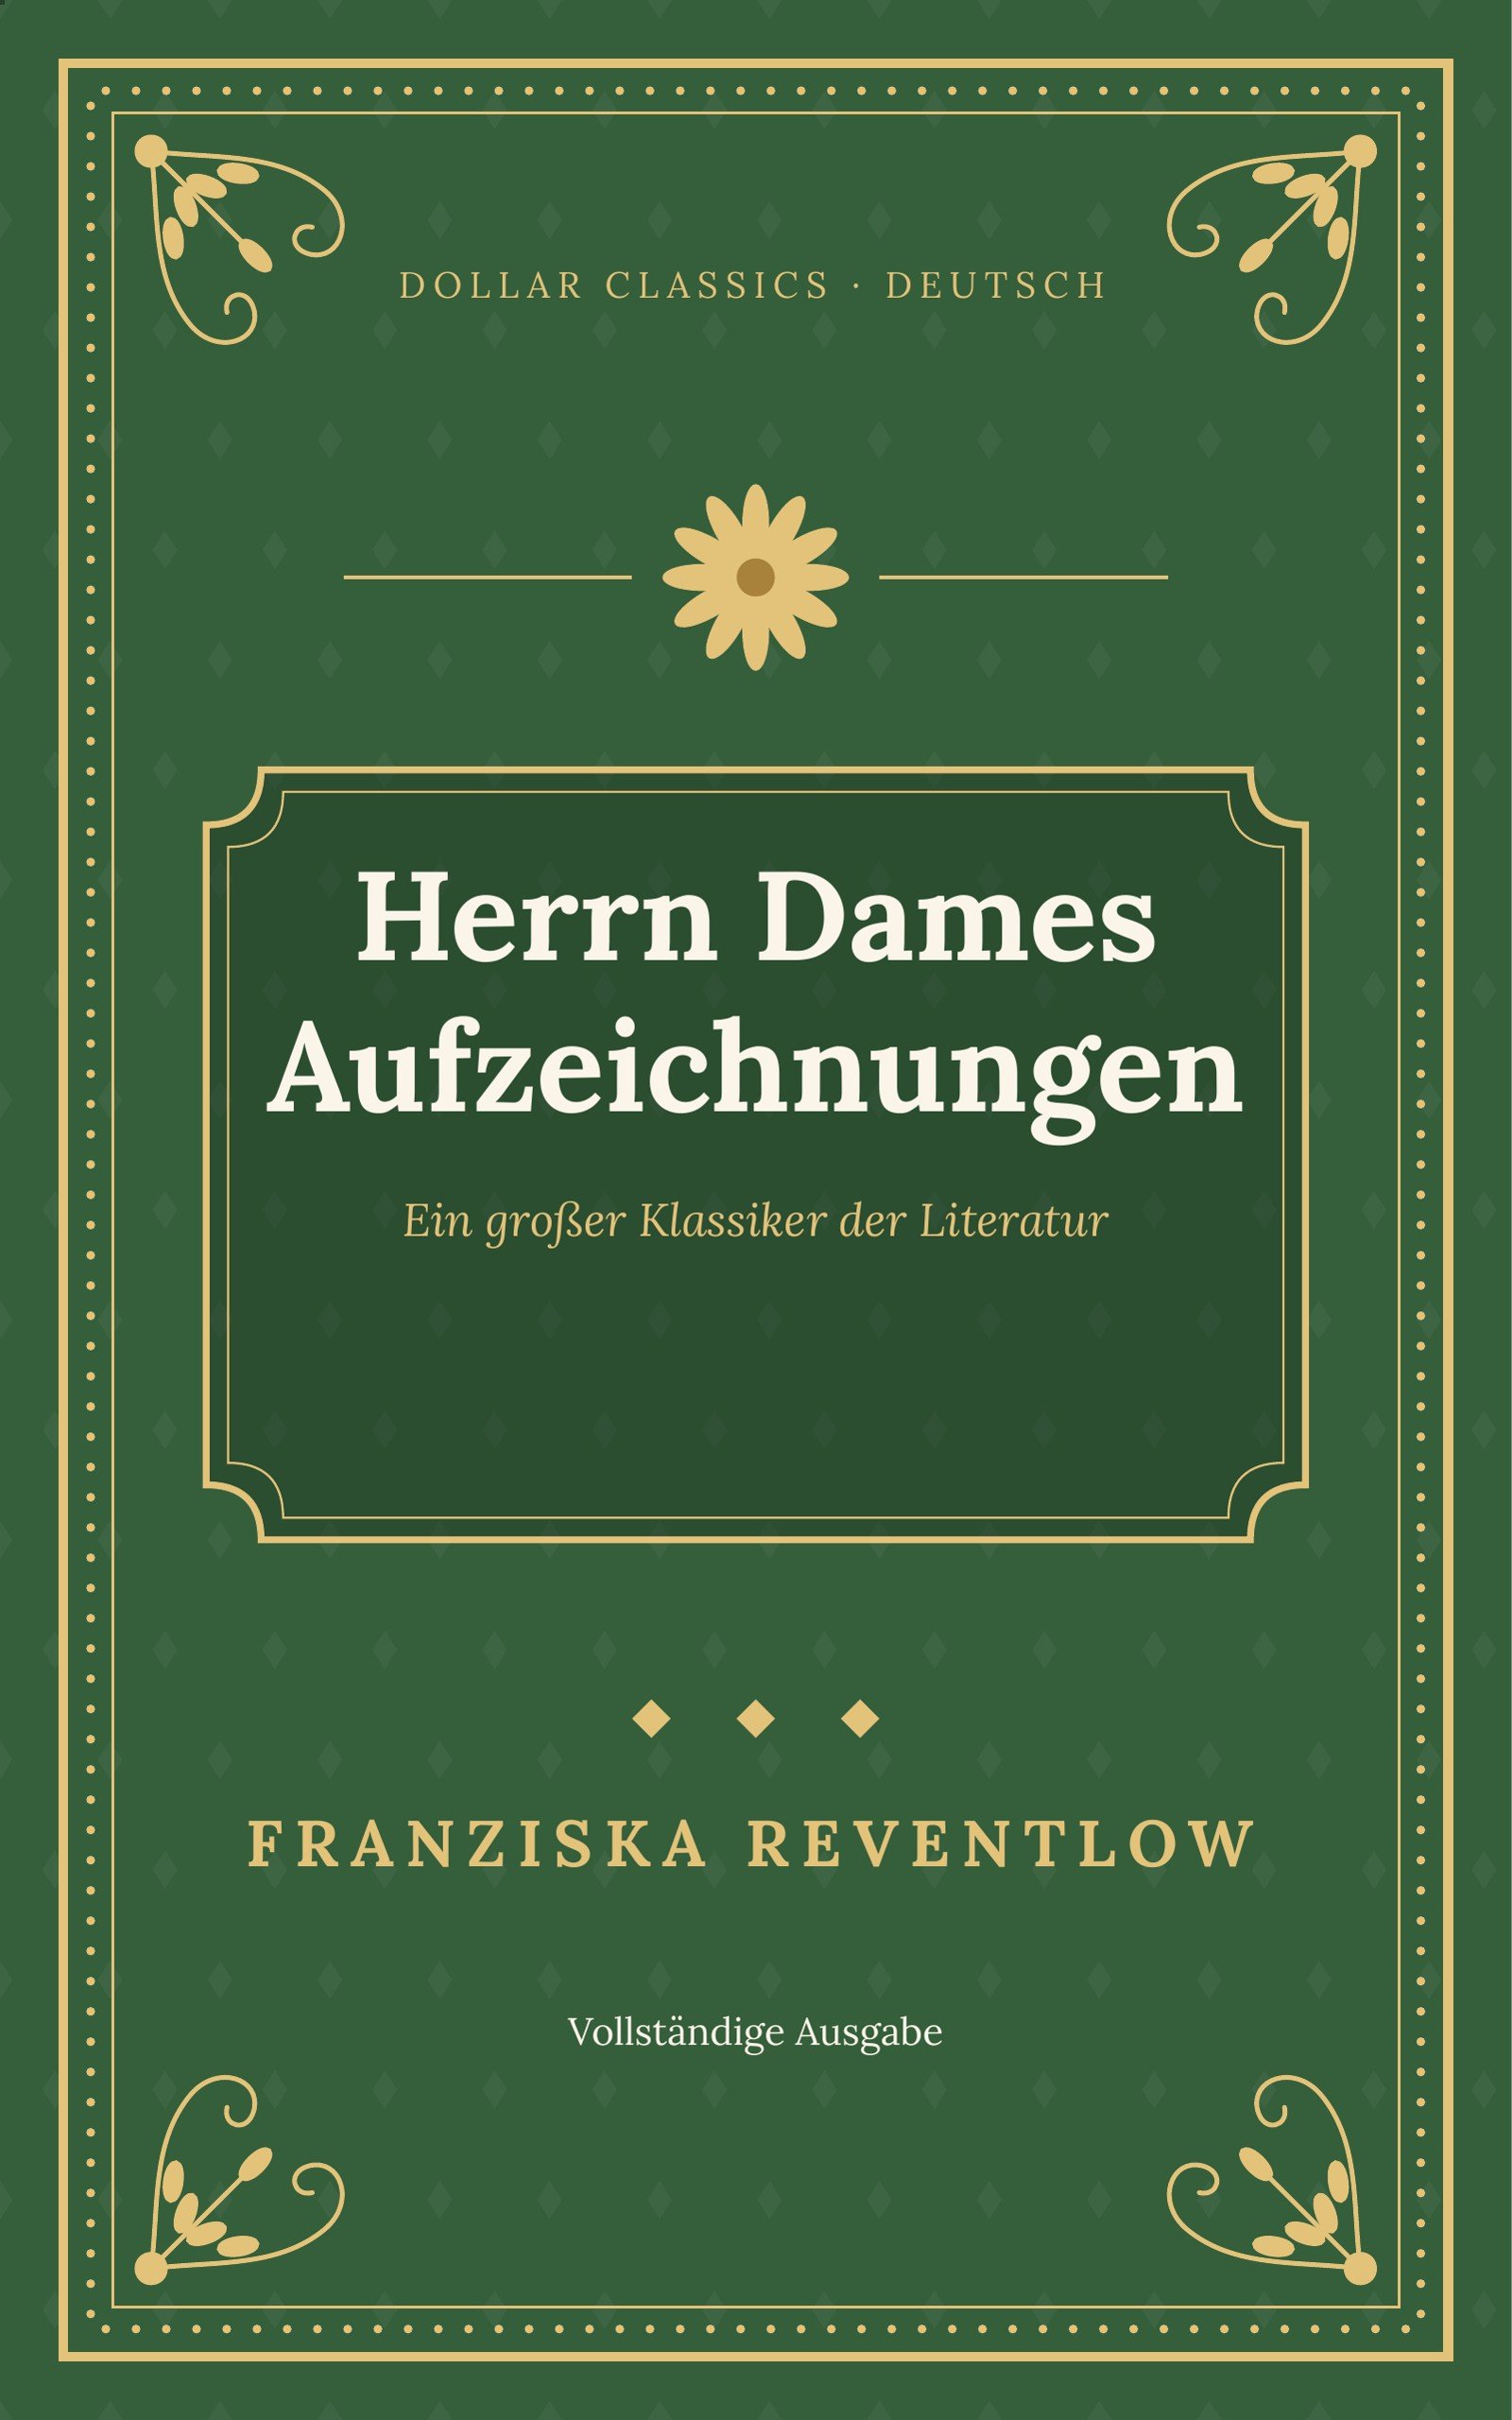 DOLLAR CLASSICS · DEUTSCH
Herrn Dames
Aufzeichnungen
Ein großer Klassiker der Literatur
FRANZISKA REVENTLOW
Vollständige Ausgabe